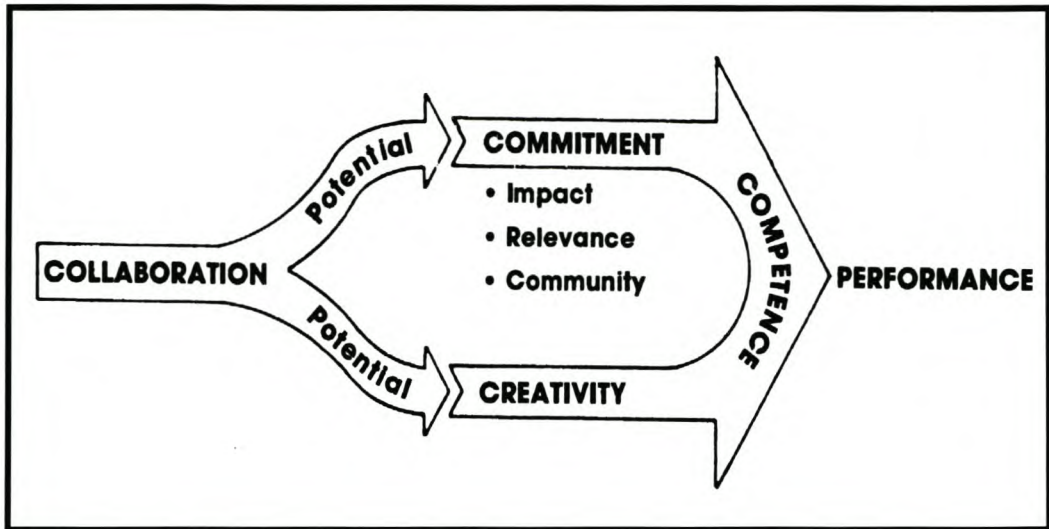 COLLABORATION
Potential
Potential
COMMITMENT
• Impact
• Relevance
• Community
CREATIVITY
COMPETENCE
PERFORMANCE